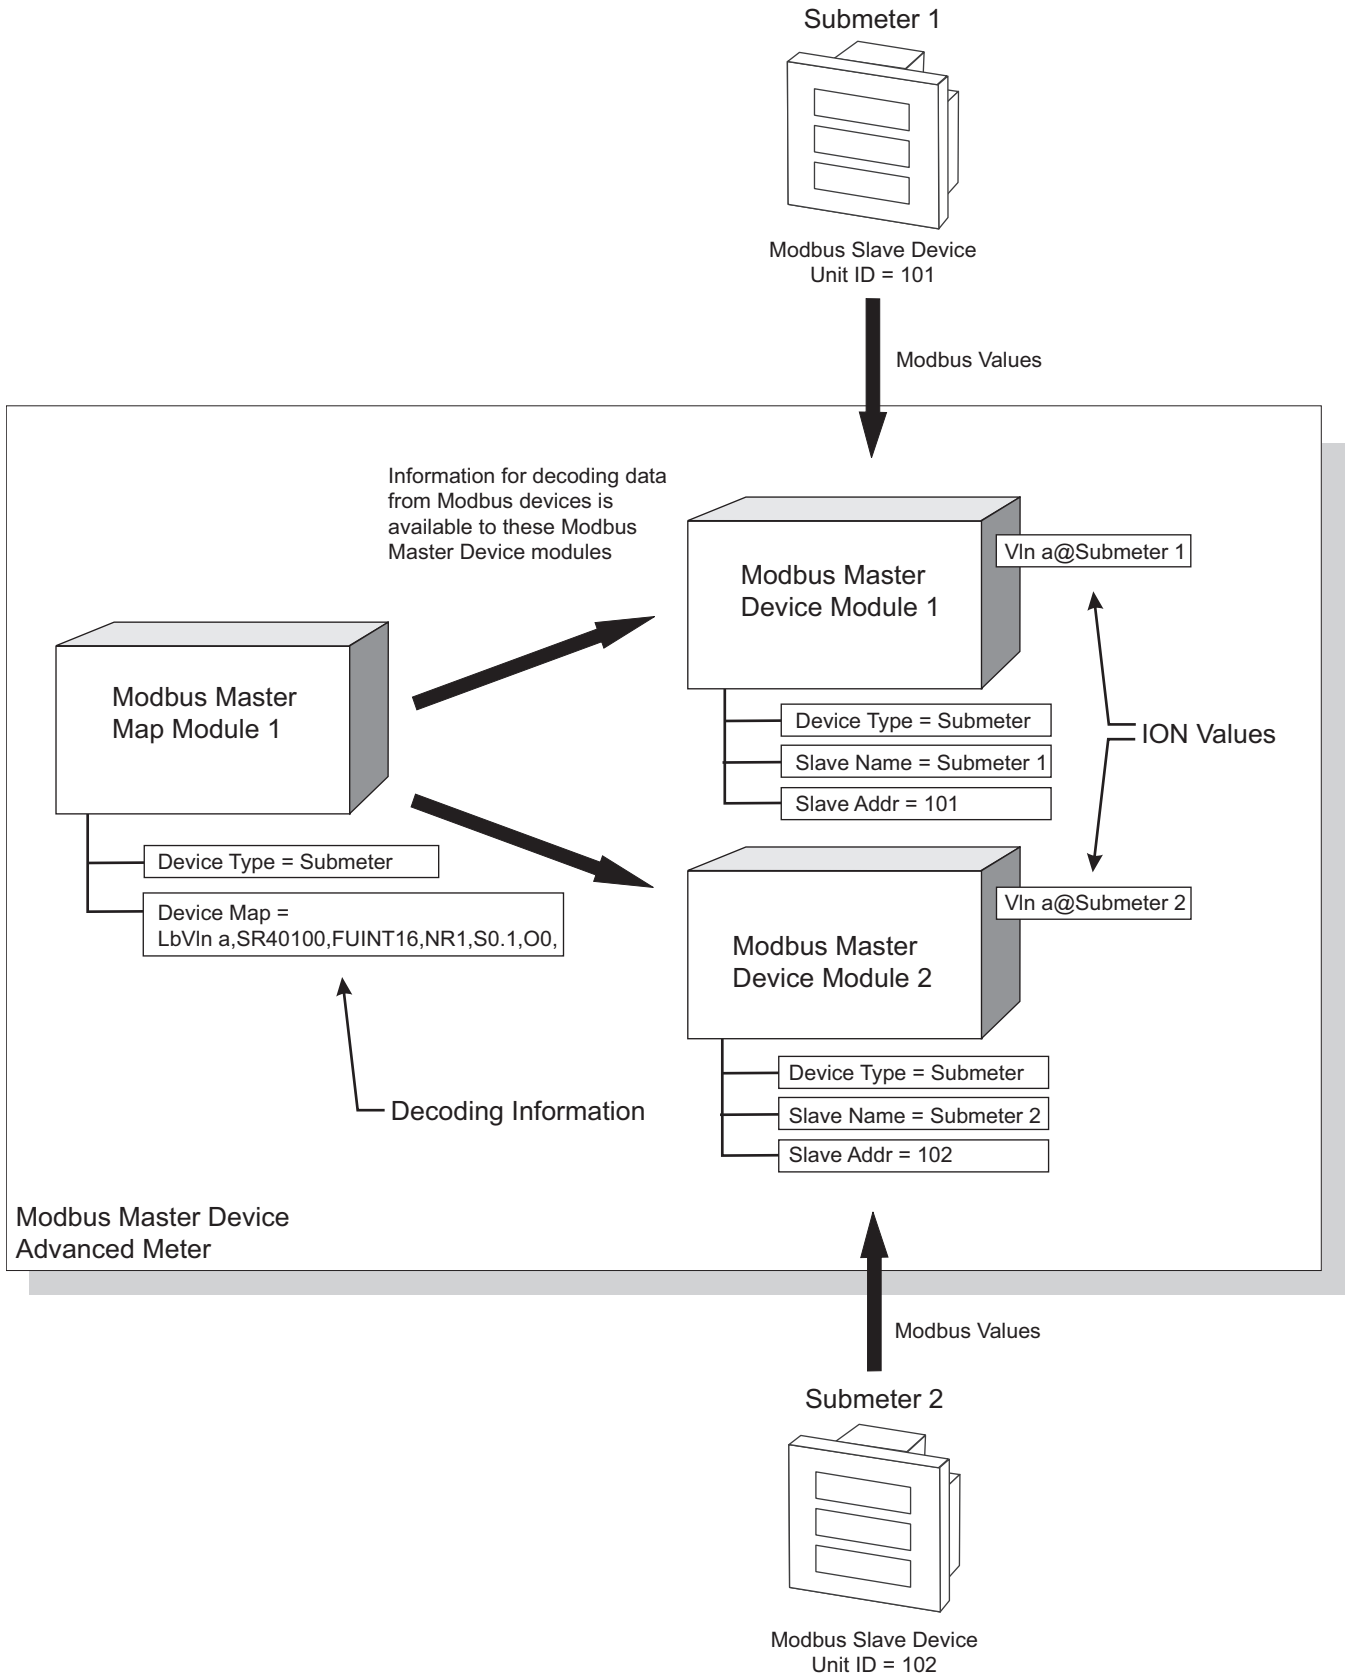 Submeter 1
Modbus Slave Device
Unit ID = 101
Modbus Values
Information for decoding data
from Modbus devices is
available to these Modbus
Master Device modules
Modbus Master
Device Module 1
Vln a@Submeter 1
Modbus Master
Map Module 1
Device Type = Submeter
Slave Name = Submeter 1
Slave Addr = 101
ION Values
Device Type = Submeter
Device Map =
LbVln a,SR40100,FUINT16,NR1,S0.1,O0,
Modbus Master
Device Module 2
Vln a@Submeter 2
Device Type = Submeter
Slave Name = Submeter 2
Slave Addr = 102
Decoding Information
Modbus Master Device
Advanced Meter
Modbus Values
Submeter 2
Modbus Slave Device
Unit ID = 102